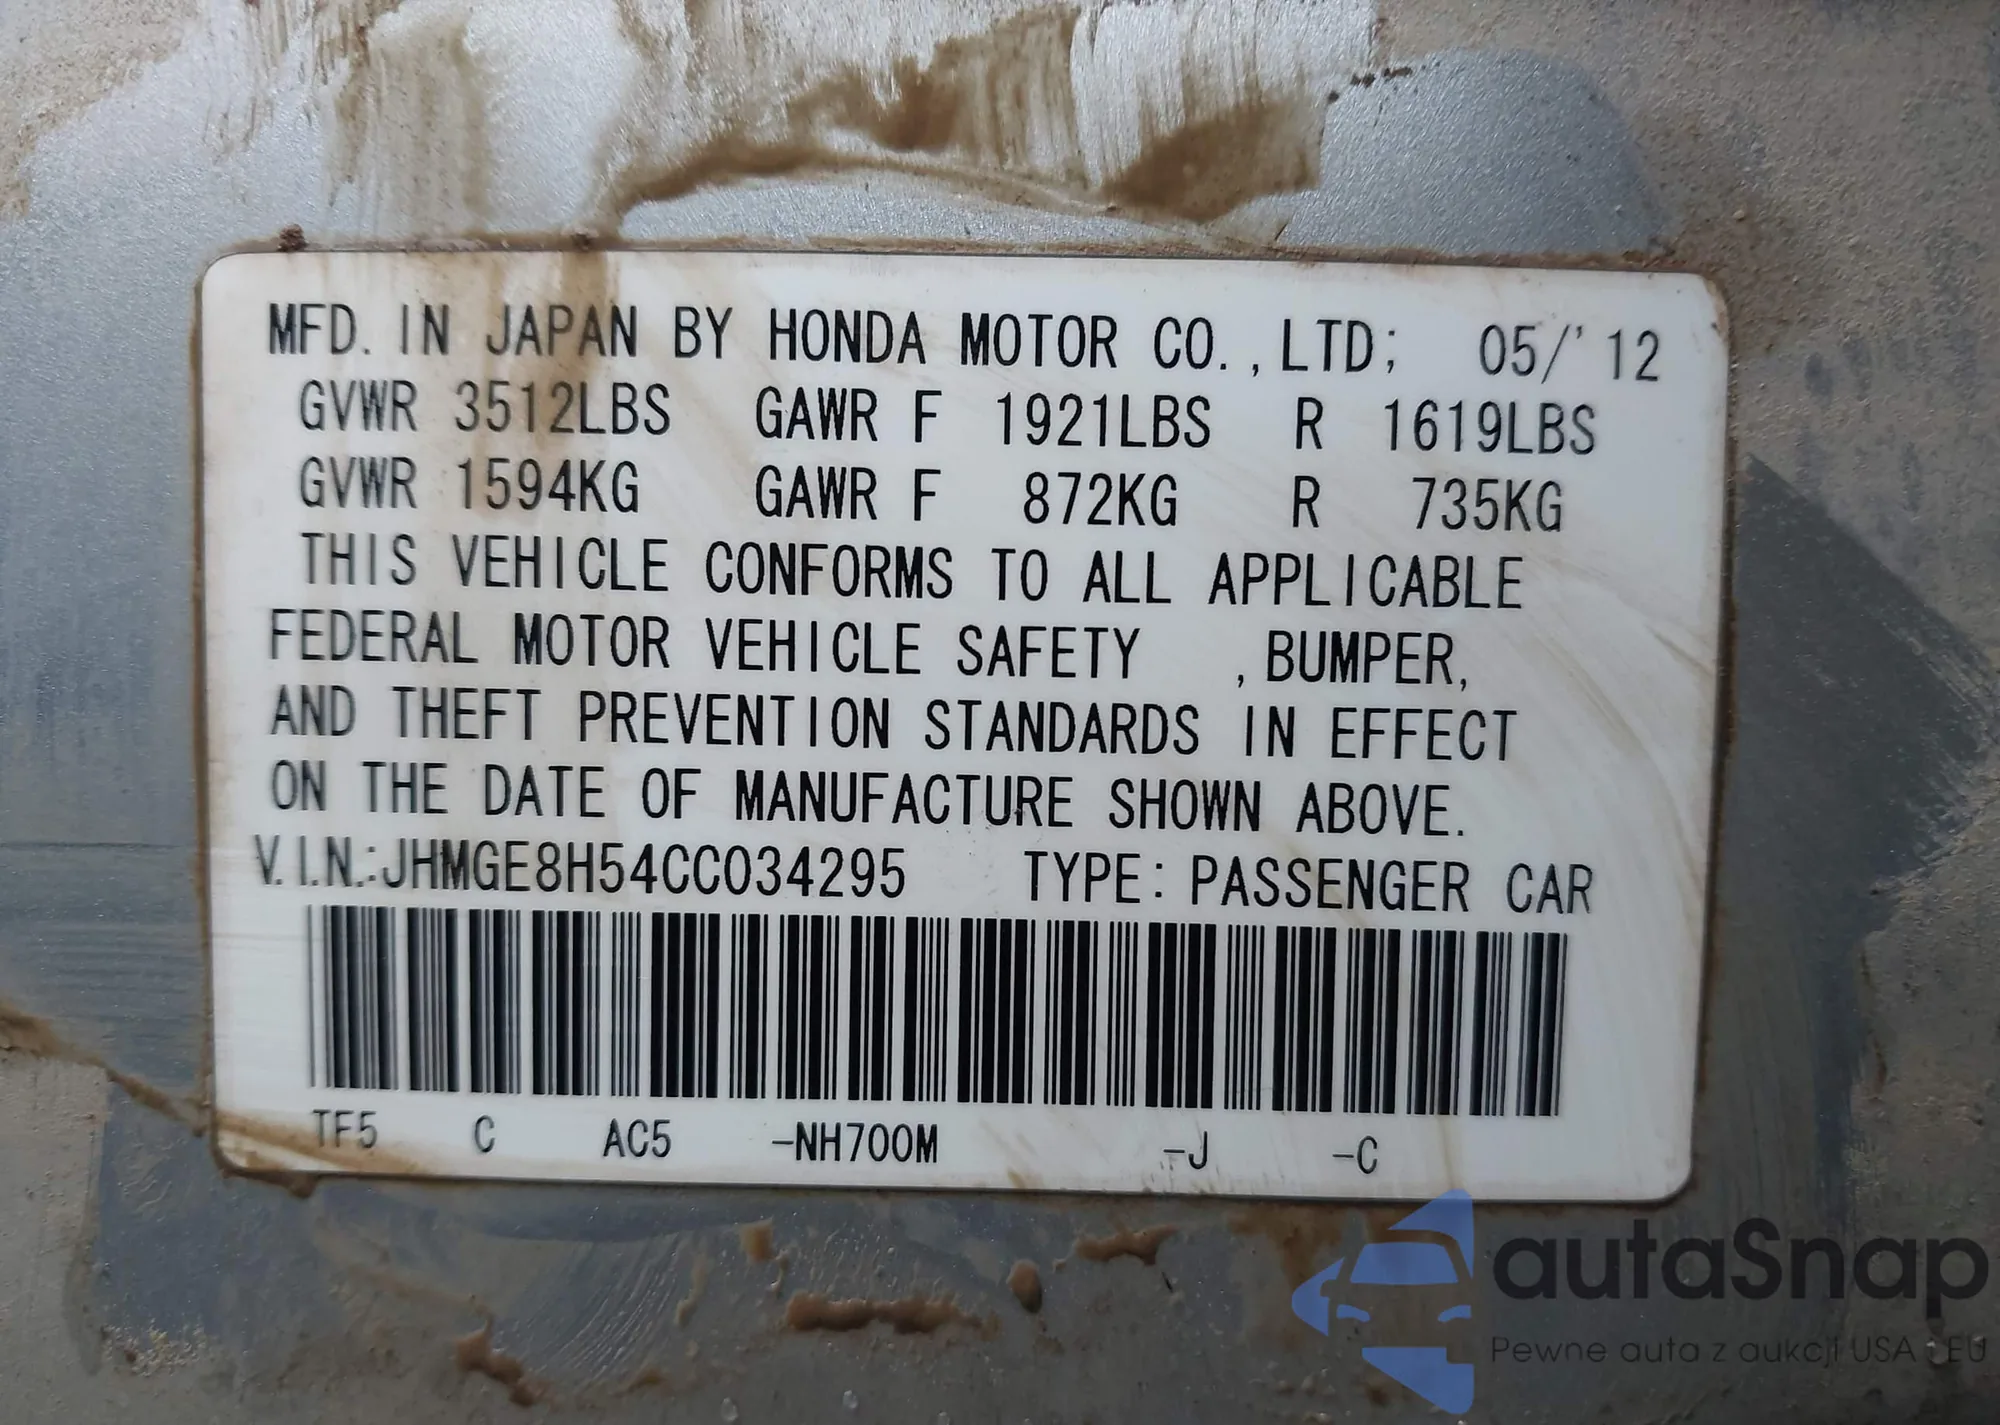 MFD. IN JAPAN BY HONDA MOTOR CO.,LTD; 05/'12
GVWR 3512LBS GAWR F 1921LBS R 1619LBS
GVWR 1594KG GAWR F 872KG R 735KG
THIS VEHICLE CONFORMS TO ALL APPLICABLE
FEDERAL MOTOR VEHICLE SAFETY ,BUMPER,
AND THEFT PREVENTION STANDARDS IN EFFECT
ON THE DATE OF MANUFACTURE SHOWN ABOVE.
V.I.N.:JHMGE8H54CC034295 TYPE: PASSENGER CAR
TF5 C AC5 -NH700M -J -C
autaSnap
Pewne auta z aukcji USA i EU